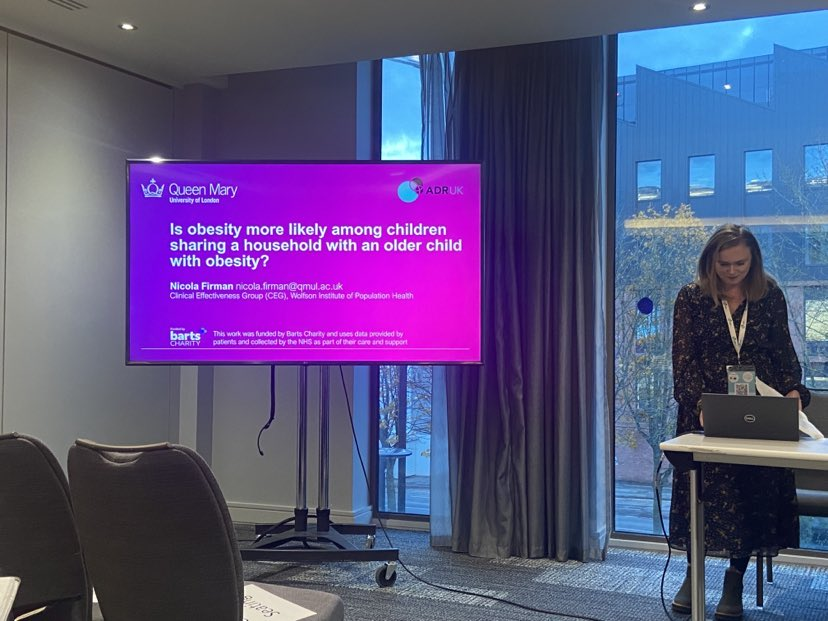 Queen Mary
University of London
ADR UK
Is obesity more likely among children
sharing a household with an older child
with obesity?
Nicola Firman nicola.firman@qmul.ac.uk
Clinical Effectiveness Group (CEG), Wolfson Institute of Population Health
Funded by
barts
CHARITY
This work was funded by Barts Charity and uses data provided by
patients and collected by the NHS as part of their care and support
DELL